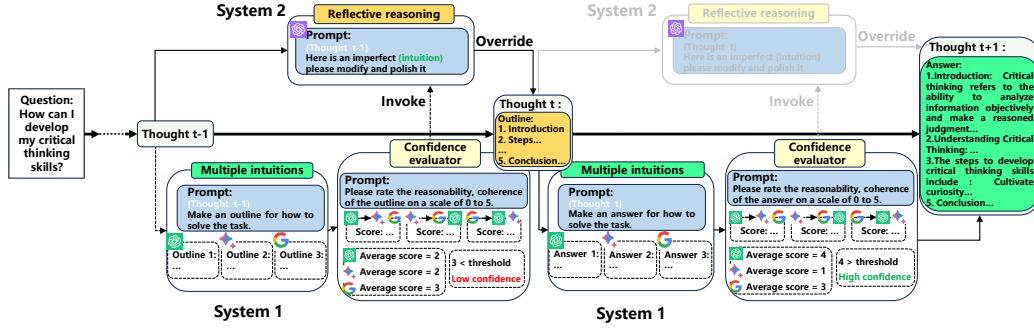 System 2
Reflective reasoning
Prompt:
(Thought t-1)
Here is an imperfect (intuition)
please modify and polish it
Override
Invoke
System 2
Reflective reasoning
Prompt:
(Thought t)
Here is an imperfect (intuition)
please modify and polish it
Override
Invoke
Question:
How can I
develop
my critical
thinking
skills?
Thought t-1
Multiple intuitions
Prompt:
(Thought t-1)
Make an outline for how to
solve the task.
Outline 1:
...
Outline 2:
...
Outline 3:
...
Confidence
evaluator
Prompt:
Please rate the reasonability, coherence
of the outline on a scale of 0 to 5.
Score: ...
Score: ...
Score: ...
Average score = 2
Average score = 2
Average score = 3
3 < threshold
Low confidence
System 1
Thought t :
Outline:
1. Introduction
2. Steps...
...
5. Conclusion...
Multiple intuitions
Prompt:
(Thought t)
Make an answer for how to
solve the task.
Answer 1:
...
Answer 2:
...
Answer 3:
...
Confidence
evaluator
Prompt:
Please rate the reasonability, coherence
of the answer on a scale of 0 to 5.
Score: ...
Score: ...
Score: ...
Average score = 4
Average score = 1
Average score = 3
4 > threshold
High confidence
System 1
Thought t+1 :
Answer:
1.Introduction: Critical
thinking refers to the
ability to analyze
information objectively
and make a reasoned
judgment...
2.Understanding Critical
Thinking: ...
3.The steps to develop
critical thinking skills
include : Cultivate
curiosity...
5. Conclusion...